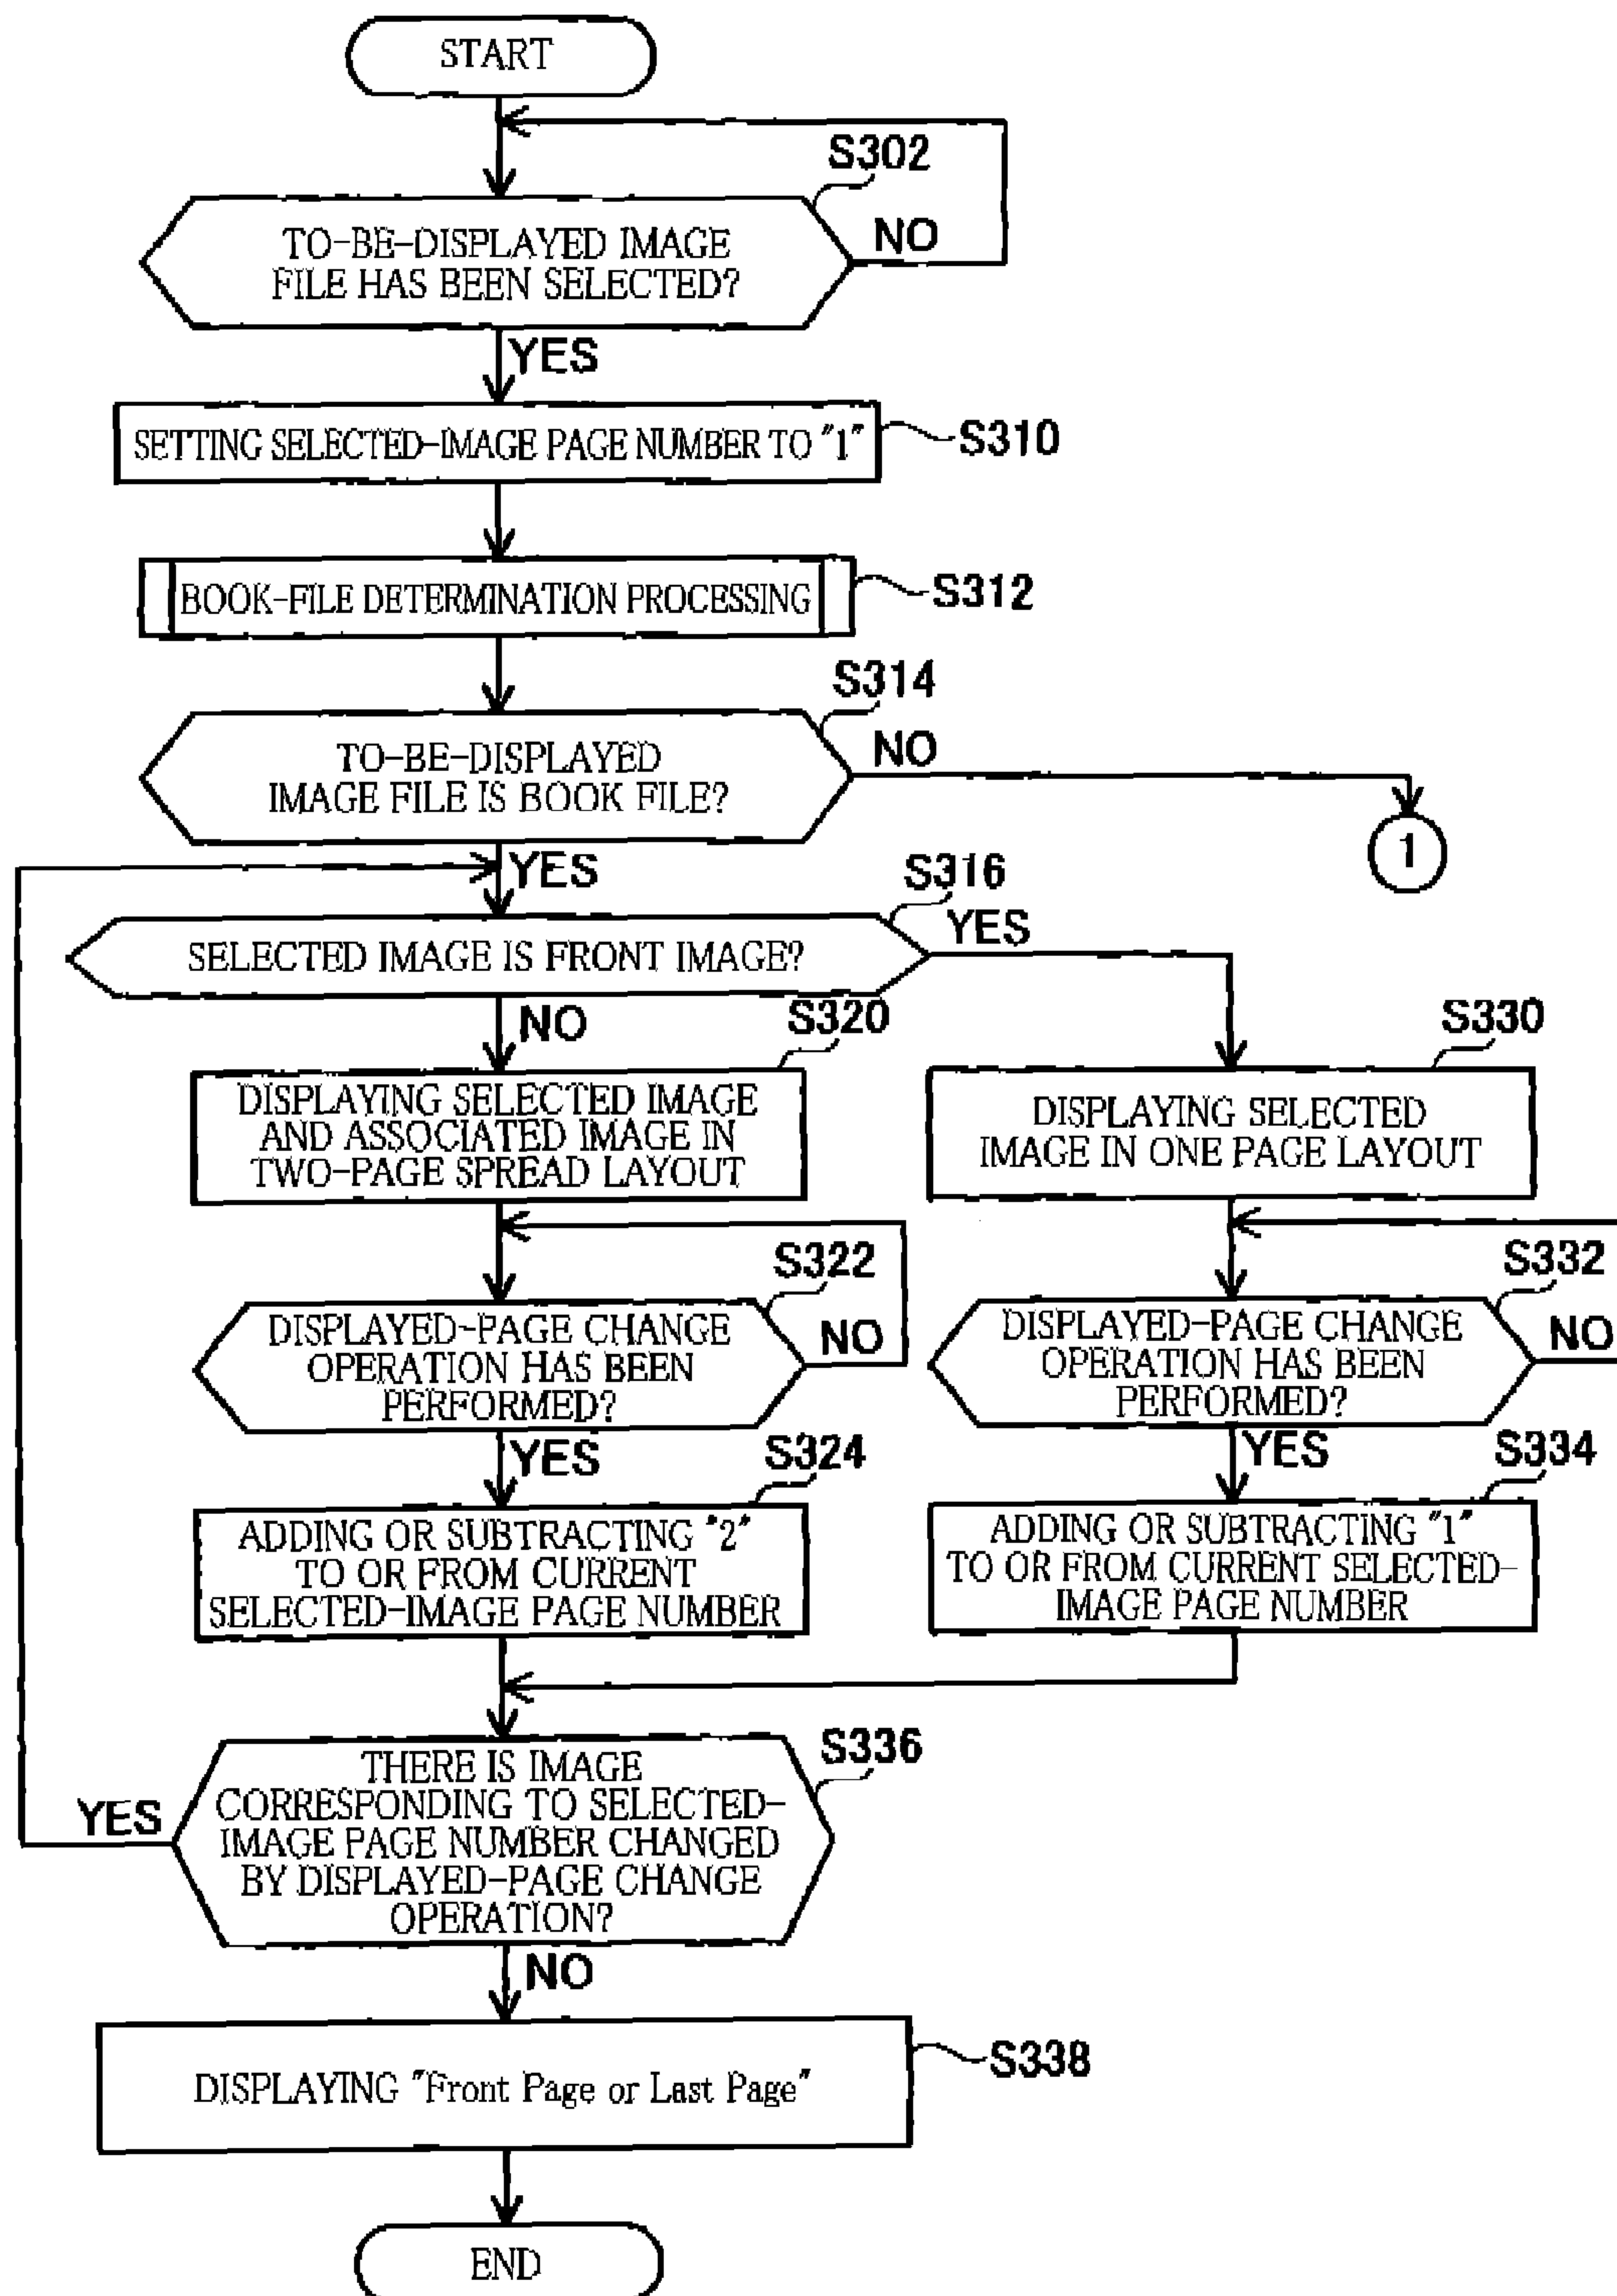 START
S302
TO-BE-DISPLAYED IMAGE
FILE HAS BEEN SELECTED?
NO
YES
SETTING SELECTED-IMAGE PAGE NUMBER TO "1"
S310
BOOK-FILE DETERMINATION PROCESSING
S312
S314
TO-BE-DISPLAYED
IMAGE FILE IS BOOK FILE?
NO
1
YES
S316
SELECTED IMAGE IS FRONT IMAGE?
YES
NO
S320
DISPLAYING SELECTED IMAGE
AND ASSOCIATED IMAGE IN
TWO-PAGE SPREAD LAYOUT
S330
DISPLAYING SELECTED
IMAGE IN ONE PAGE LAYOUT
S322
DISPLAYED-PAGE CHANGE
OPERATION HAS BEEN
PERFORMED?
NO
S332
DISPLAYED-PAGE CHANGE
OPERATION HAS BEEN
PERFORMED?
NO
YES
S324
ADDING OR SUBTRACTING "2"
TO OR FROM CURRENT
SELECTED-IMAGE PAGE NUMBER
YES
S334
ADDING OR SUBTRACTING "1"
TO OR FROM CURRENT SELECTED-
IMAGE PAGE NUMBER
S336
THERE IS IMAGE
CORRESPONDING TO SELECTED-
IMAGE PAGE NUMBER CHANGED
BY DISPLAYED-PAGE CHANGE
OPERATION?
YES
NO
DISPLAYING "Front Page or Last Page"
S338
END